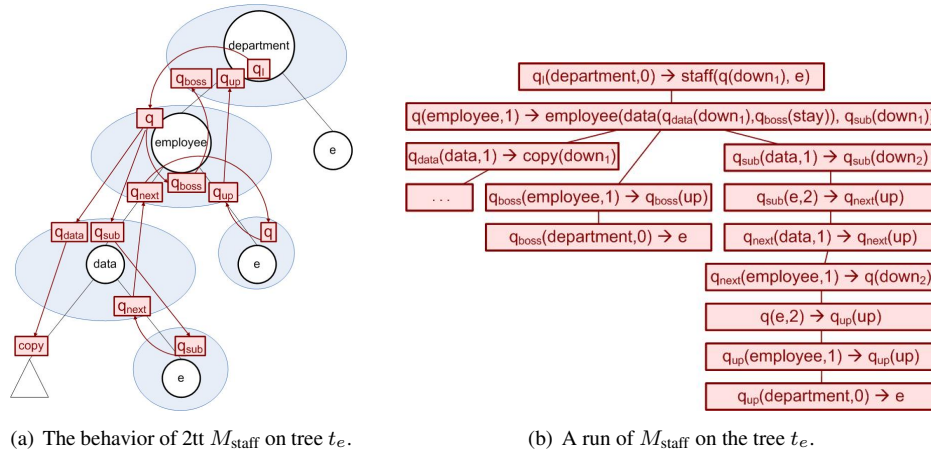 department
q_I
q_boss
q_up
q
employee
e
q_boss
q_next
q_up
q_data
q_sub
q
data
e
q_next
copy
q_sub
e
(a) The behavior of 2tt M_staff on tree t_e.
q_I(department,0) → staff(q(down_1), e)
q(employee,1) → employee(data(q_data(down_1),q_boss(stay)), q_sub(down_1))
q_data(data,1) → copy(down_1)
q_sub(data,1) → q_sub(down_2)
. . .
q_boss(employee,1) → q_boss(up)
q_sub(e,2) → q_next(up)
q_boss(department,0) → e
q_next(data,1) → q_next(up)
q_next(employee,1) → q(down_2)
q(e,2) → q_up(up)
q_up(employee,1) → q_up(up)
q_up(department,0) → e
(b) A run of M_staff on the tree t_e.